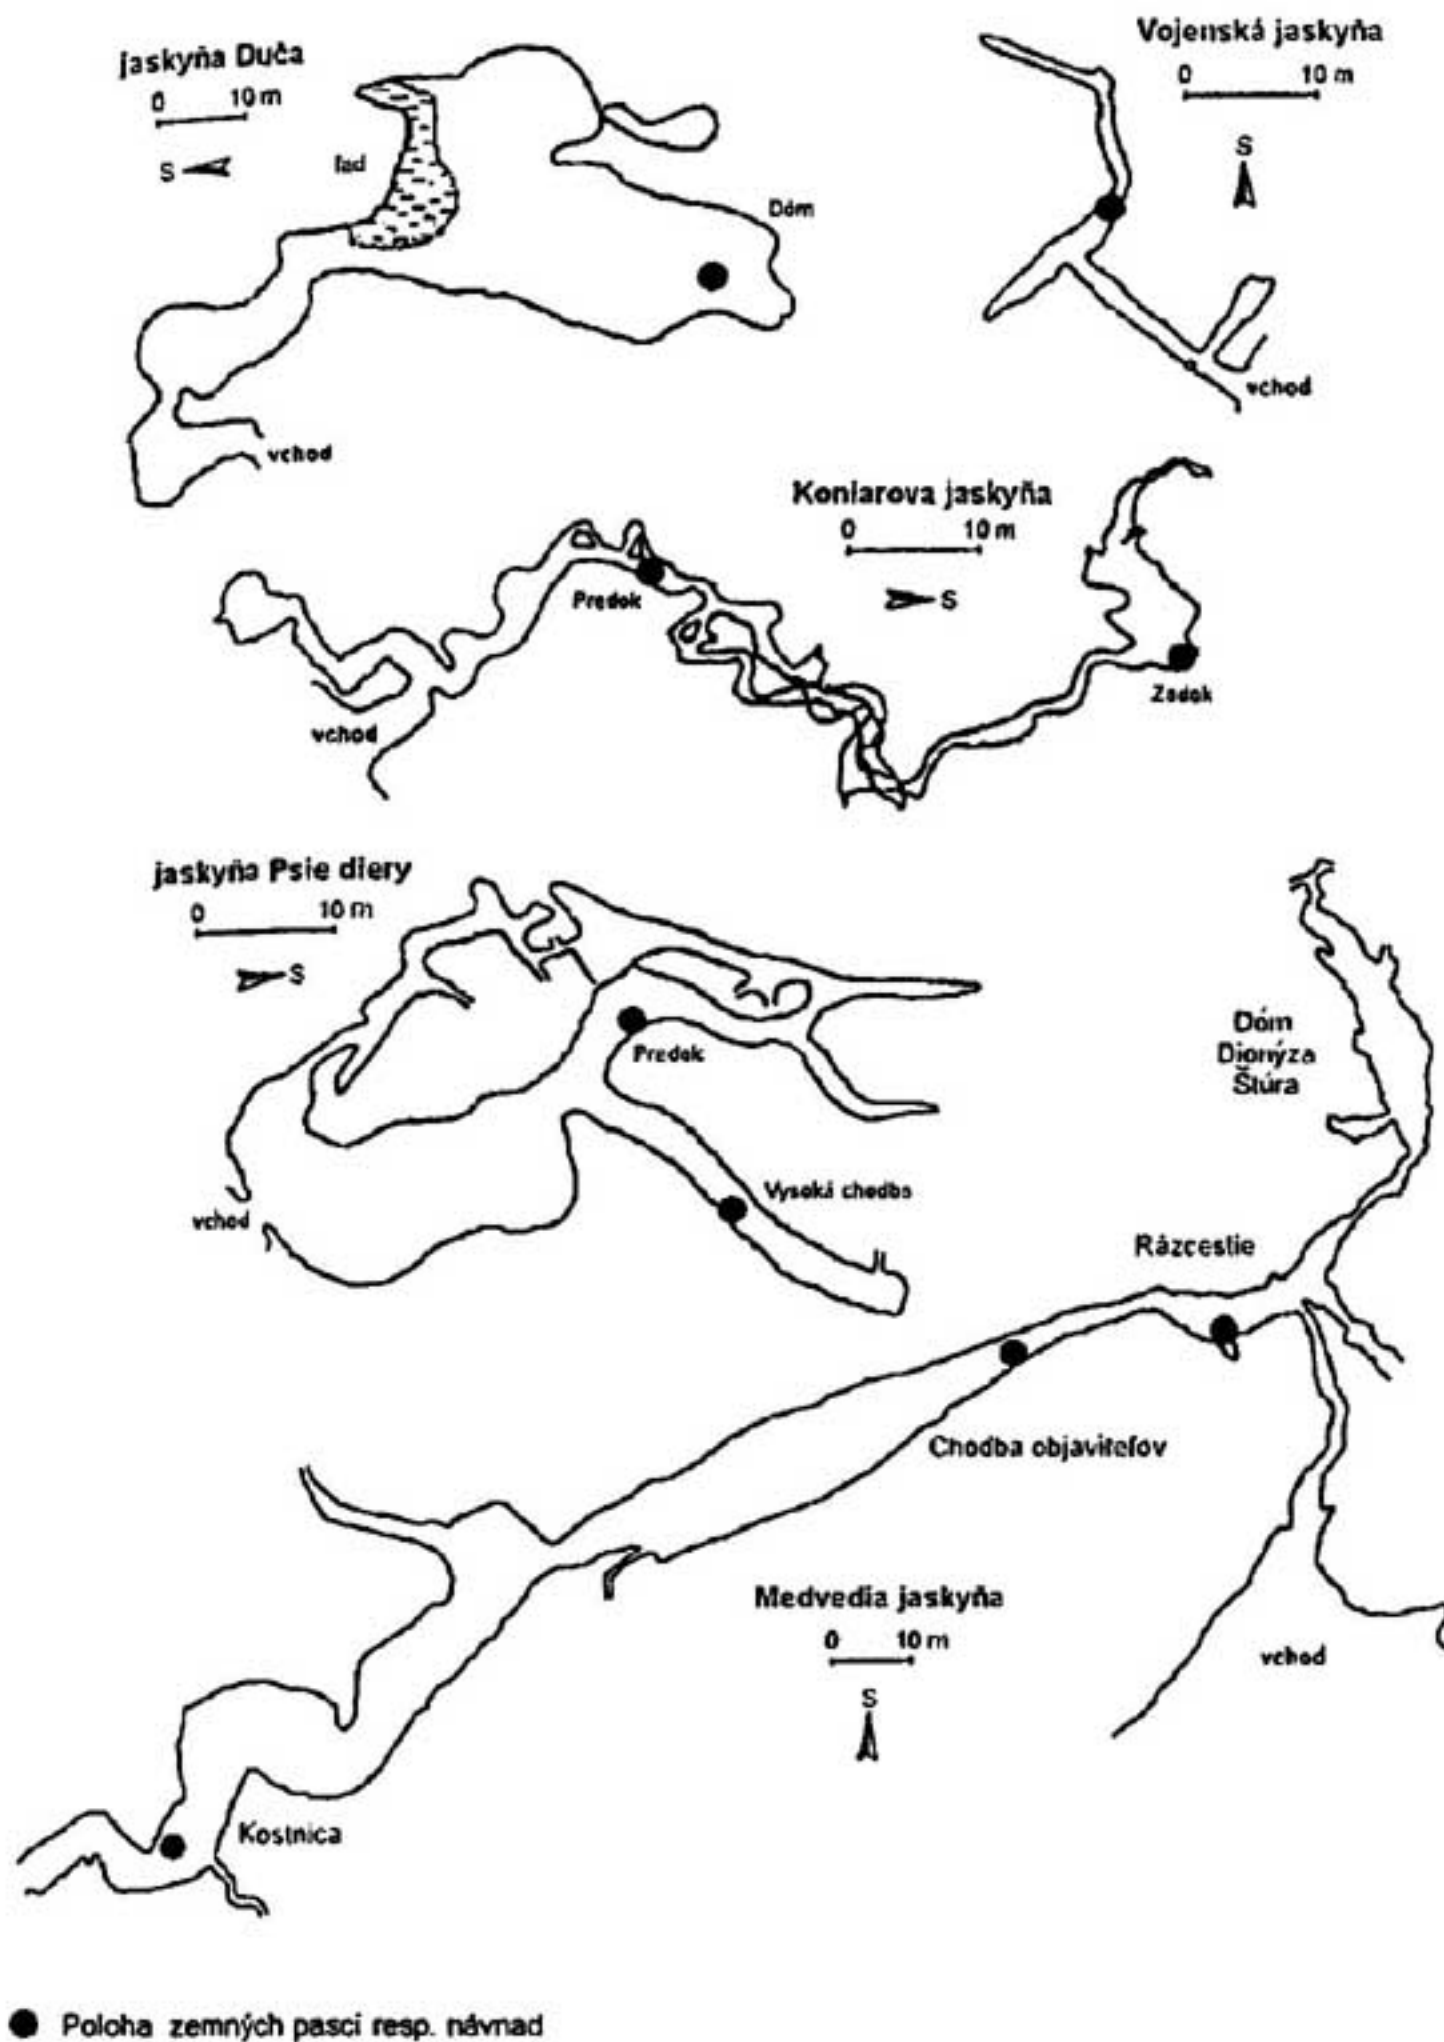 jaskyňa Duča
0 10 m
S
ľad
Dóm
vchod
Vojenská jaskyňa
0 10 m
S
vchod
Koniarova jaskyňa
0 10 m
S
Predok
vchod
Zadok
jaskyňa Psie diery
0 10 m
S
Predok
Vysoká chodba
vchod
Dóm
Dionýza
Štúra
Rázcestie
Chodba objaviteľov
Medvedia jaskyňa
0 10 m
S
vchod
Kostnica
Poloha zemných pascí resp. návnad